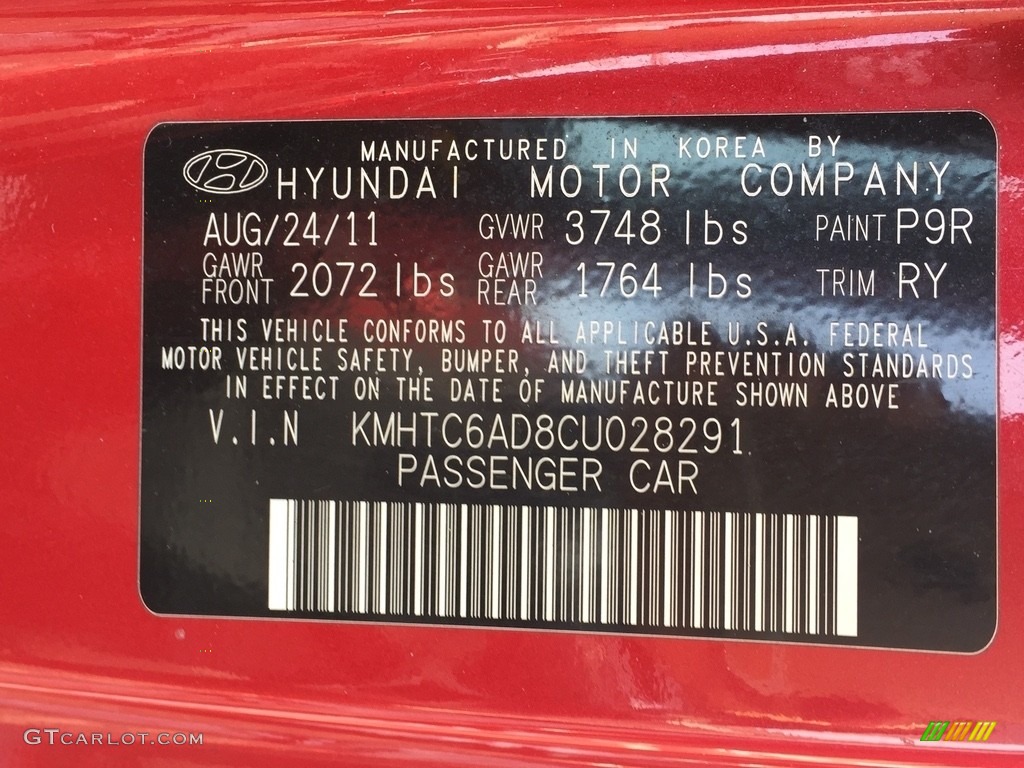 MANUFACTURED IN KOREA BY
HYUNDAI MOTOR COMPANY
AUG/24/11 GVWR 3748 lbs PAINT P9R
GAWR FRONT 2072 lbs GAWR REAR 1764 lbs TRIM RY
THIS VEHICLE CONFORMS TO ALL APPLICABLE U.S.A. FEDERAL
MOTOR VEHICLE SAFETY, BUMPER, AND THEFT PREVENTION STANDARDS
IN EFFECT ON THE DATE OF MANUFACTURE SHOWN ABOVE
V.I.N KMHTC6AD8CU028291
PASSENGER CAR
GTCARLOT.COM